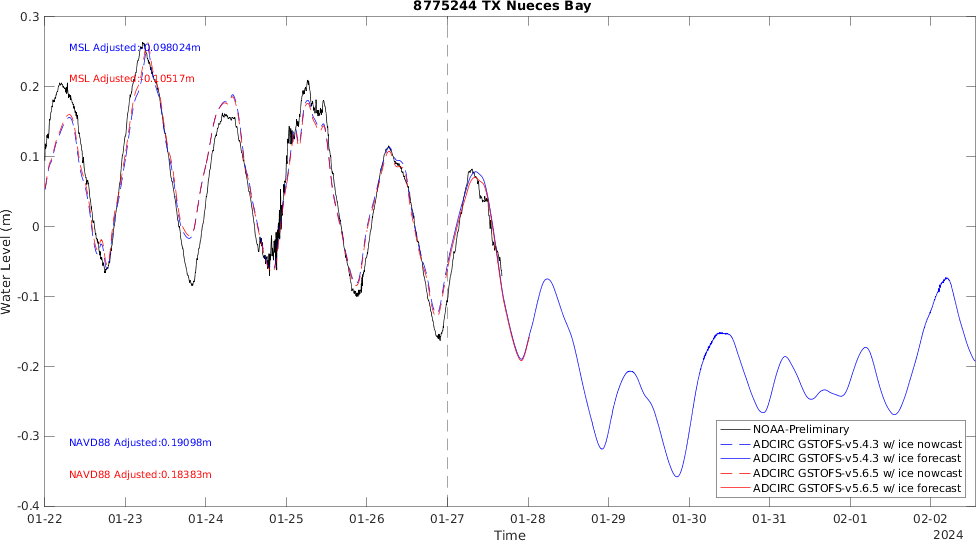 8775244 TX Nueces Bay
0.3
0.2
0.1
0
-0.1
-0.2
-0.3
-0.4
Water Level (m)
MSL Adjusted:-0.098024m
MSL Adjusted:-0.10517m
NAVD88 Adjusted:0.19098m
NAVD88 Adjusted:0.18383m
NOAA-Preliminary
ADCIRC GSTOFS-v5.4.3 w/ ice nowcast
ADCIRC GSTOFS-v5.4.3 w/ ice forecast
ADCIRC GSTOFS-v5.6.5 w/ ice nowcast
ADCIRC GSTOFS-v5.6.5 w/ ice forecast
01-22 01-23 01-24 01-25 01-26 01-27 01-28 01-29 01-30 01-31 02-01 02-02
Time
2024